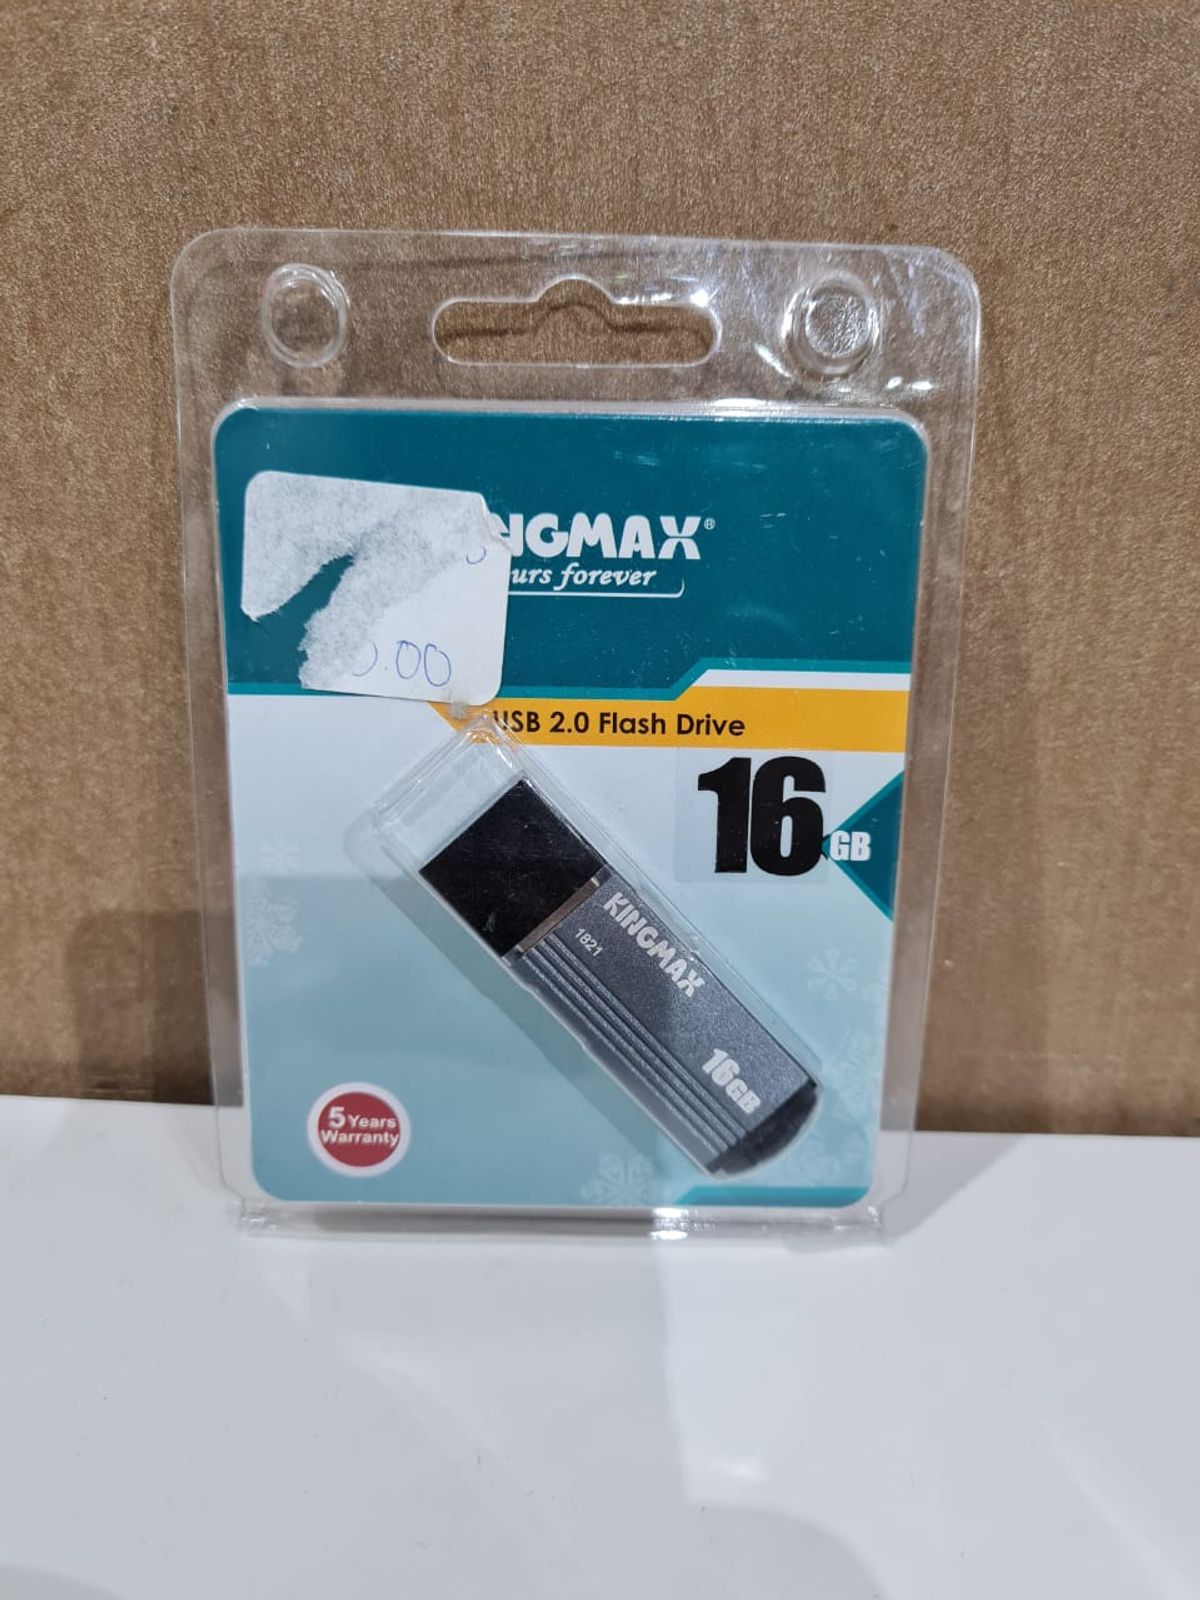 NGMAX®
urs forever
.00
USB 2.0 Flash Drive
16
GB
KINGMAX
1821
16GB
5 Years
Warranty